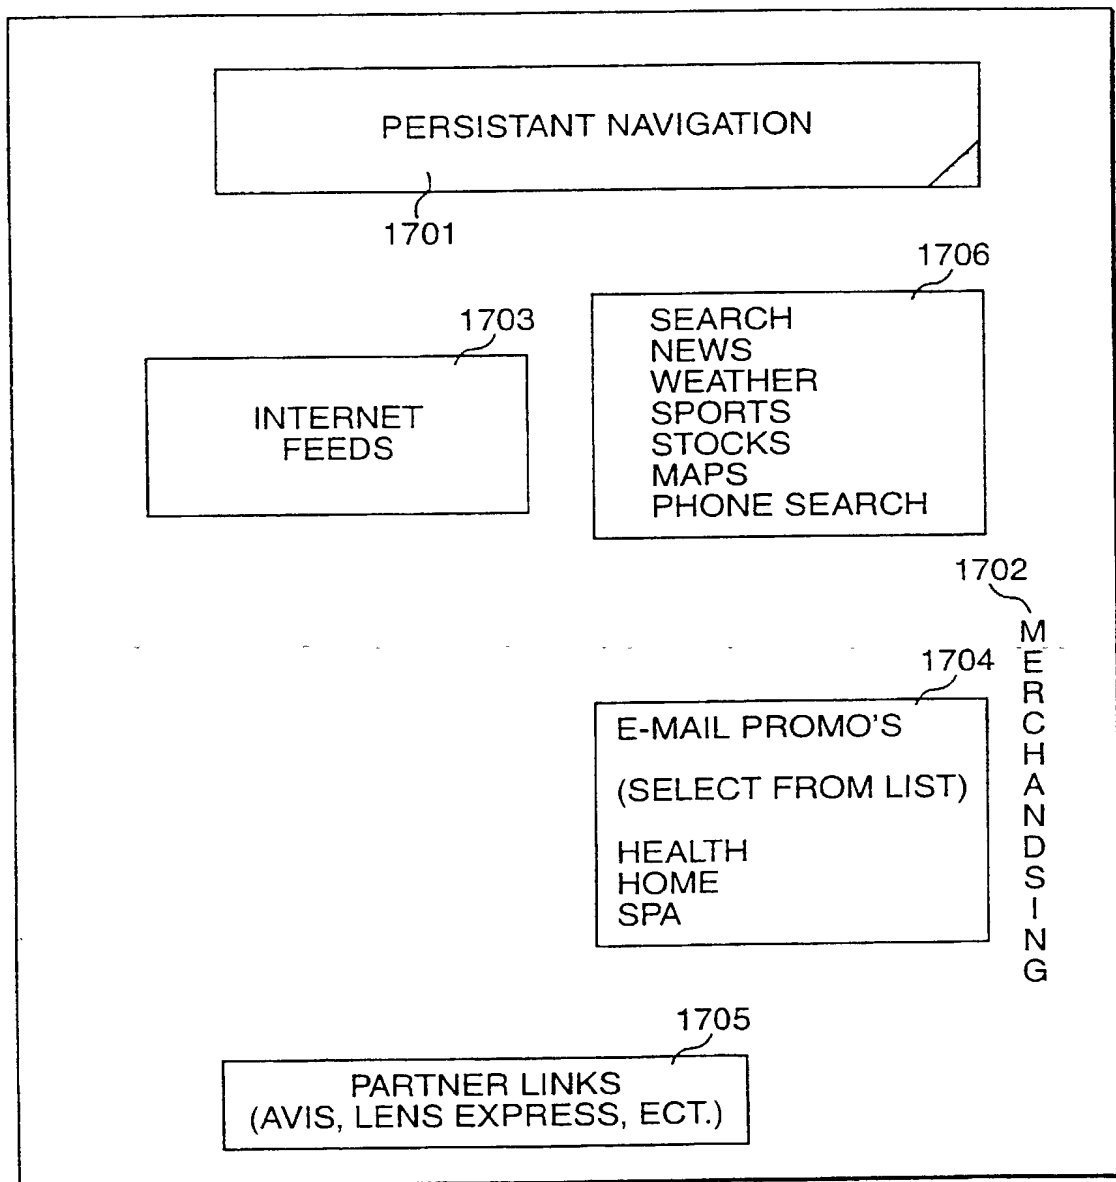 PERSISTANT NAVIGATION
1701
1706
1703
SEARCH
NEWS
WEATHER
SPORTS
STOCKS
MAPS
PHONE SEARCH
INTERNET
FEEDS
1702
MERCHANDSING
1704
E-MAIL PROMO'S
(SELECT FROM LIST)
HEALTH
HOME
SPA
1705
PARTNER LINKS
(AVIS, LENS EXPRESS, ECT.)